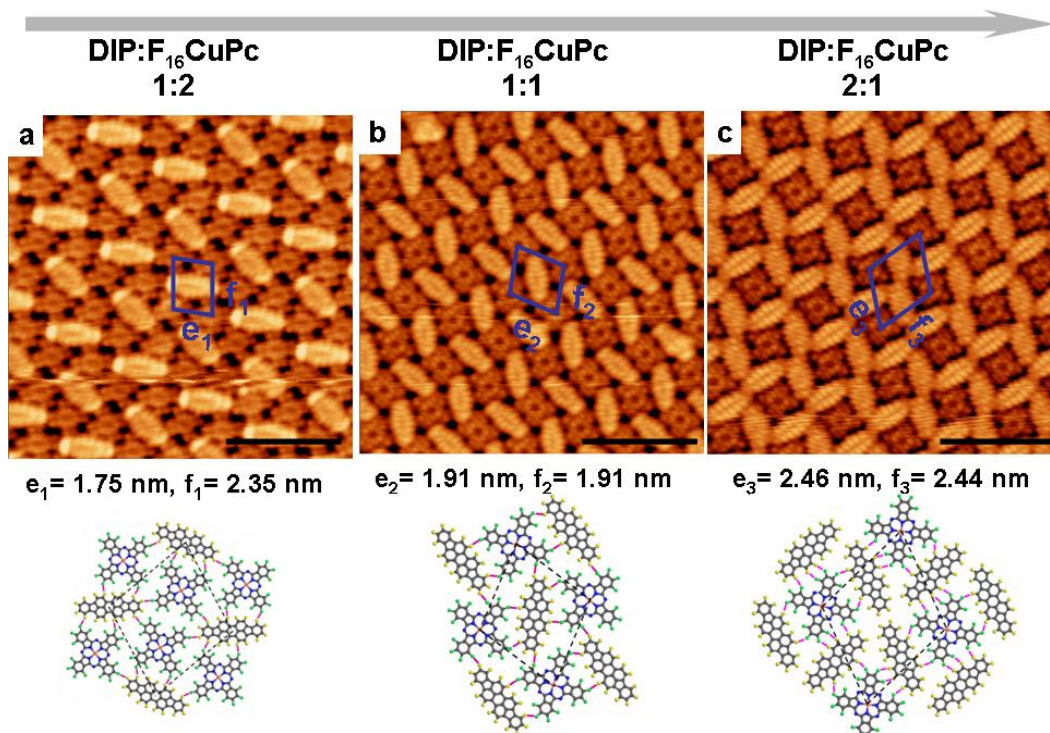 DIP:F₁₆CuPc
1:2
DIP:F₁₆CuPc
1:1
DIP:F₁₆CuPc
2:1
a
b
c
e₁
f₁
e₂
f₂
e₃
f₃
e₁= 1.75 nm, f₁= 2.35 nm
e₂= 1.91 nm, f₂= 1.91 nm
e₃= 2.46 nm, f₃= 2.44 nm